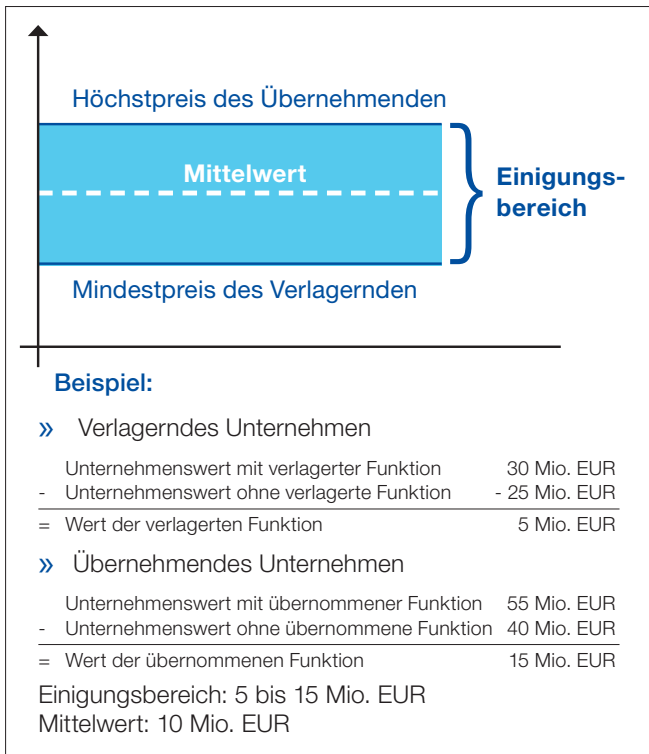 Höchstpreis des Übernehmenden
Mittelwert
Einigungs-
bereich
Mindestpreis des Verlagernden
Beispiel:
» Verlagerndes Unternehmen
Unternehmenswert mit verlagerter Funktion 30 Mio. EUR
- Unternehmenswert ohne verlagerte Funktion - 25 Mio. EUR
= Wert der verlagerten Funktion 5 Mio. EUR
» Übernehmendes Unternehmen
Unternehmenswert mit übernommener Funktion 55 Mio. EUR
- Unternehmenswert ohne übernommene Funktion 40 Mio. EUR
= Wert der übernommenen Funktion 15 Mio. EUR
Einigungsbereich: 5 bis 15 Mio. EUR
Mittelwert: 10 Mio. EUR